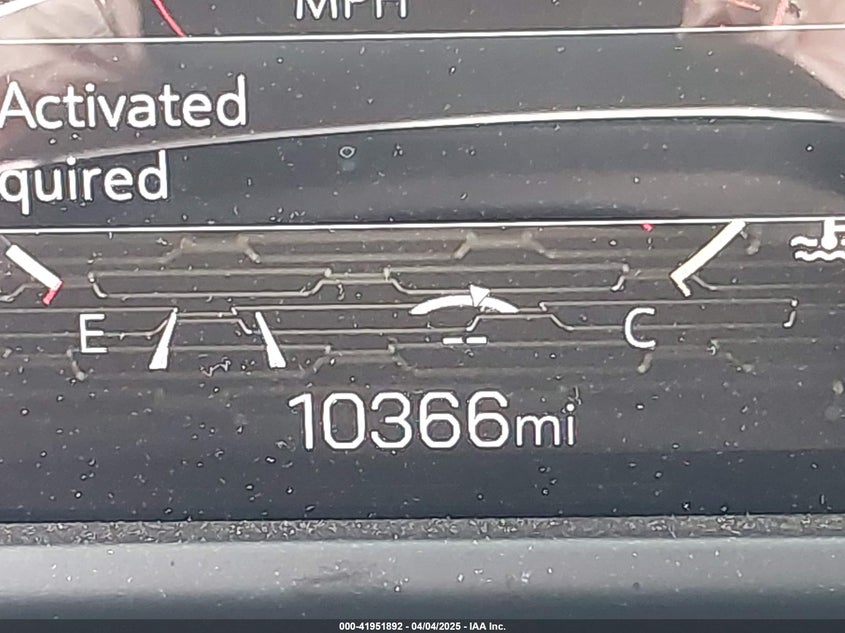 MPH
Activated
quired
E
--
C
10366mi
000-41951892 - 04/04/2025 - IAA Inc.